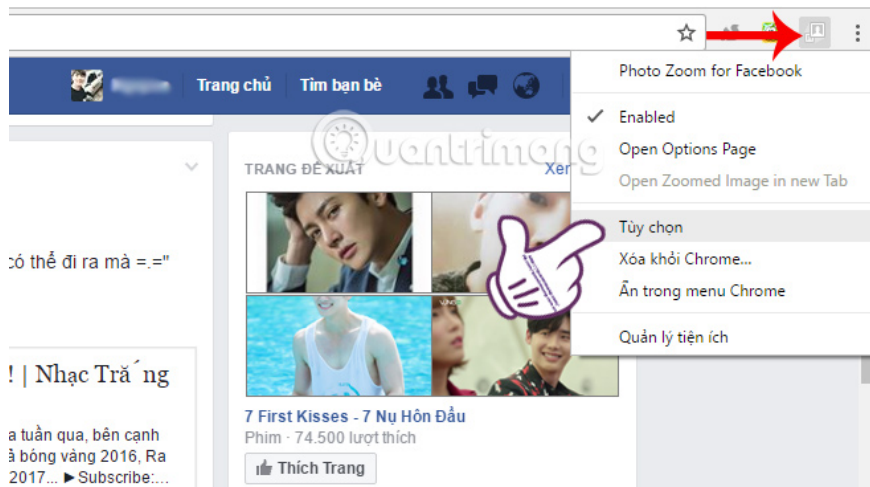 Photo Zoom for Facebook
Trang chủ
Tìm bạn bè
Enabled
Open Options Page
Open Zoomed Image in new Tab
Quantrimang
TRANG ĐỀ XUẤT
Tùy chọn
Xóa khỏi Chrome...
Ẩn trong menu Chrome
Quản lý tiện ích
có thể đi ra mà =.="
! | Nhạc Trắng
a tuần qua, bên cạnh
ả bóng vàng 2016, Ra
2017... ►Subscribe:...
7 First Kisses - 7 Nụ Hôn Đầu
Phim · 74.500 lượt thích
Thích Trang